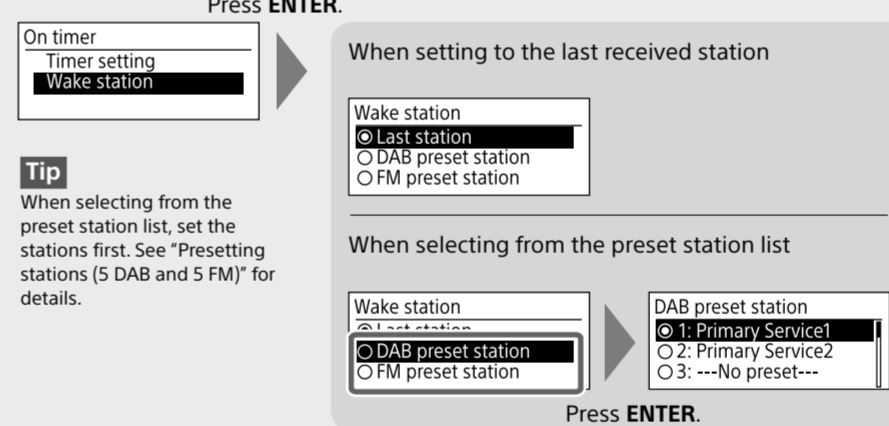 Press ENTER.
On timer
Timer setting
Wake station
Tip
When selecting from the
preset station list, set the
stations first. See “Presetting
stations (5 DAB and 5 FM)” for
details.
When setting to the last received station
Wake station
Last station
DAB preset station
FM preset station
When selecting from the preset station list
Wake station
Last station
DAB preset station
FM preset station
DAB preset station
1: Primary Service1
2: Primary Service2
3: ---No preset---
Press ENTER.